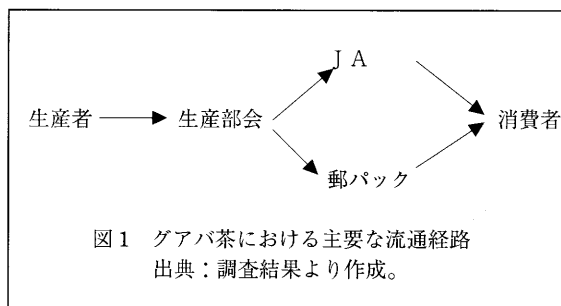 ＪＡ
生産者
生産部会
消費者
郵パック
図１　グアバ茶における主要な流通経路
出典：調査結果より作成。